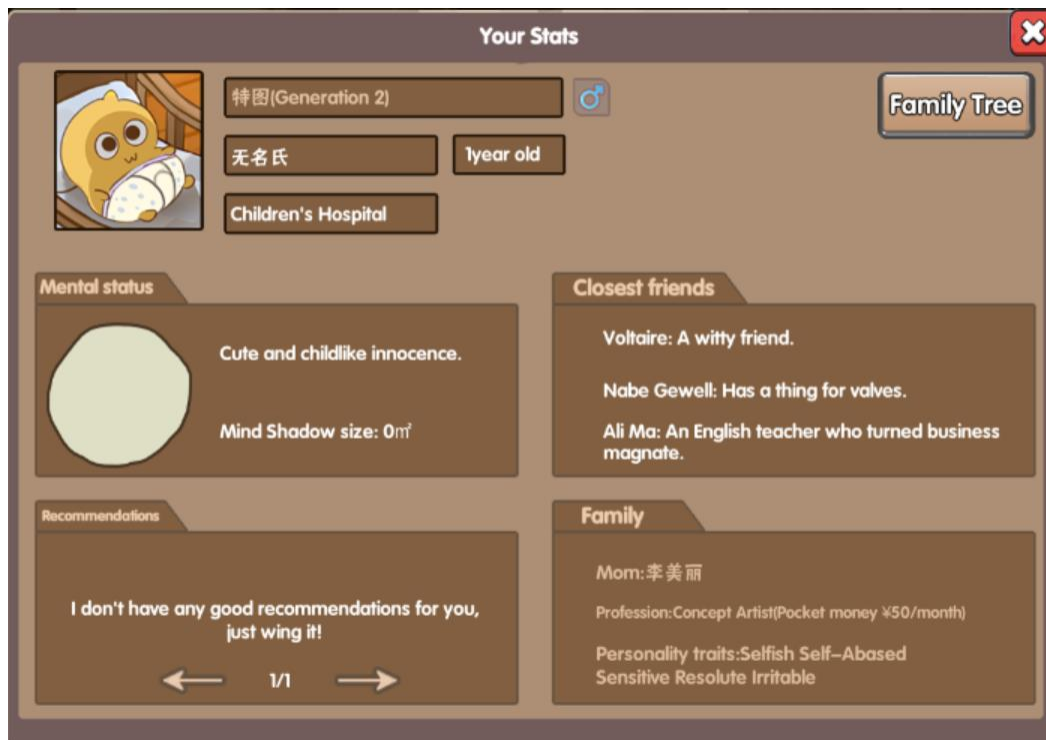 Your Stats
特图(Generation 2)
Family Tree
无名氏
1year old
Children's Hospital
Mental status
Cute and childlike innocence.
Mind Shadow size: 0㎡
Closest friends
Voltaire: A witty friend.
Nabe Gewell: Has a thing for valves.
Ali Ma: An English teacher who turned business
magnate.
Recommendations
I don't have any good recommendations for you,
just wing it!
1/1
Family
Mom:李美丽
Profession:Concept Artist(Pocket money ¥50/month)
Personality traits:Selfish Self-Abased
Sensitive Resolute Irritable